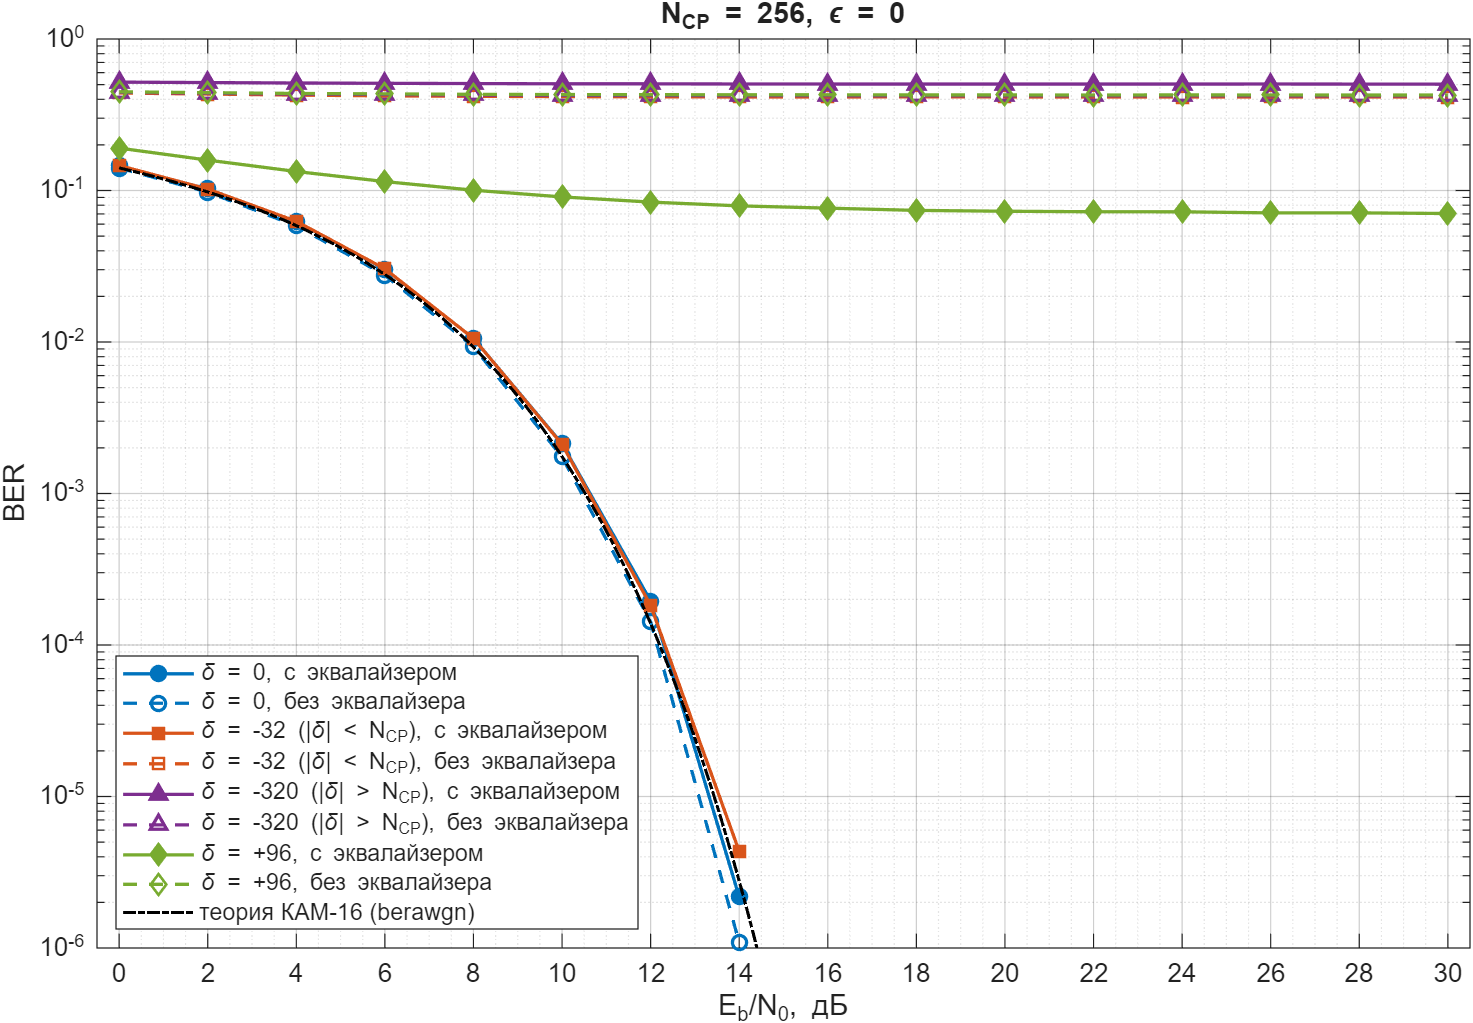 N_CP = 256, ϵ = 0
10^0
10^-1
10^-2
10^-3
10^-4
10^-5
10^-6
BER
δ = 0, с эквалайзером
δ = 0, без эквалайзера
δ = -32 (|δ| < N_CP), с эквалайзером
δ = -32 (|δ| < N_CP), без эквалайзера
δ = -320 (|δ| > N_CP), с эквалайзером
δ = -320 (|δ| > N_CP), без эквалайзера
δ = +96, с эквалайзером
δ = +96, без эквалайзера
теория КАМ-16 (berawgn)
0 2 4 6 8 10 12 14 16 18 20 22 24 26 28 30
E_b/N_0, дБ